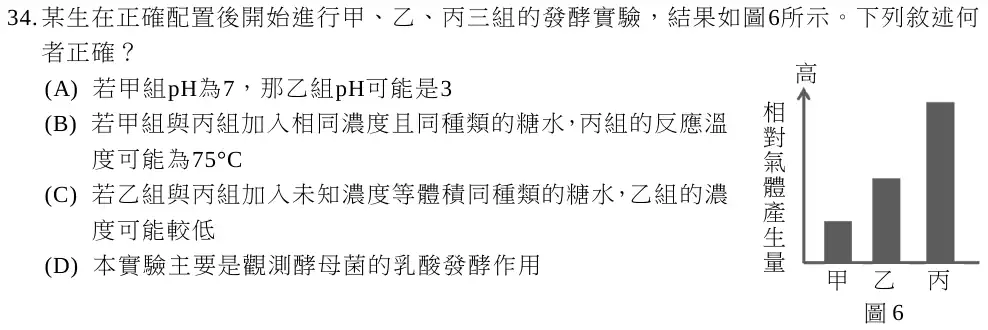 34.某生在正確配置後開始進行甲、乙、丙三組的發酵實驗，結果如圖6所示。下列敘述何
者正確？
(A) 若甲組pH為7，那乙組pH可能是3
(B) 若甲組與丙組加入相同濃度且同種類的糖水，丙組的反應溫
度可能為75°C
(C) 若乙組與丙組加入未知濃度等體積同種類的糖水，乙組的濃
度可能較低
(D) 本實驗主要是觀測酵母菌的乳酸發酵作用
高
相對氣體產生量
甲 乙 丙
圖 6